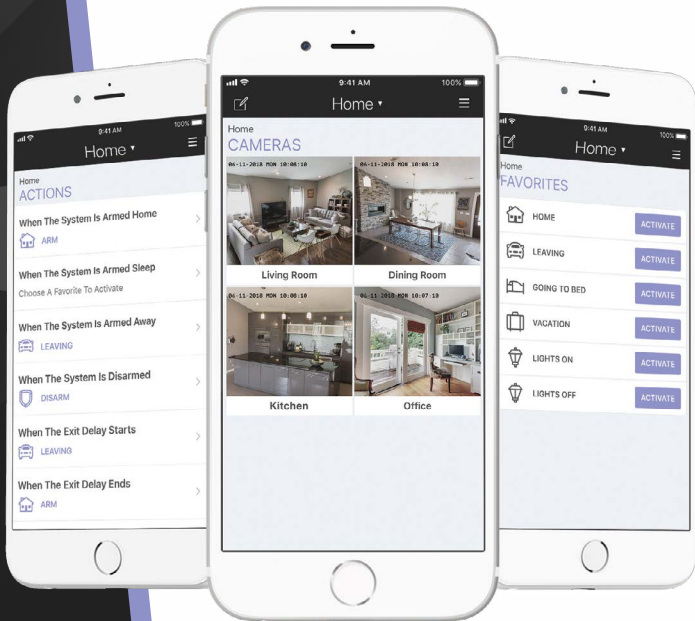 9:41 AM
100%
Home
Home
ACTIONS
When The System Is Armed Home
ARM
When The System Is Armed Sleep
Choose A Favorite To Activate
When The System Is Armed Away
LEAVING
When The System Is Disarmed
DISARM
When The Exit Delay Starts
LEAVING
When The Exit Delay Ends
ARM
9:41 AM
100%
Home
Home
CAMERAS
06-11-2018 MON 10:08:10
06-11-2018 MON 10:08:10
Living Room
Dining Room
06-11-2018 MON 10:08:10
06-11-2018 MON 10:07:10
Kitchen
Office
9:41 AM
100%
Home
Home
FAVORITES
HOME
ACTIVATE
LEAVING
ACTIVATE
GOING TO BED
ACTIVATE
VACATION
ACTIVATE
LIGHTS ON
ACTIVATE
LIGHTS OFF
ACTIVATE